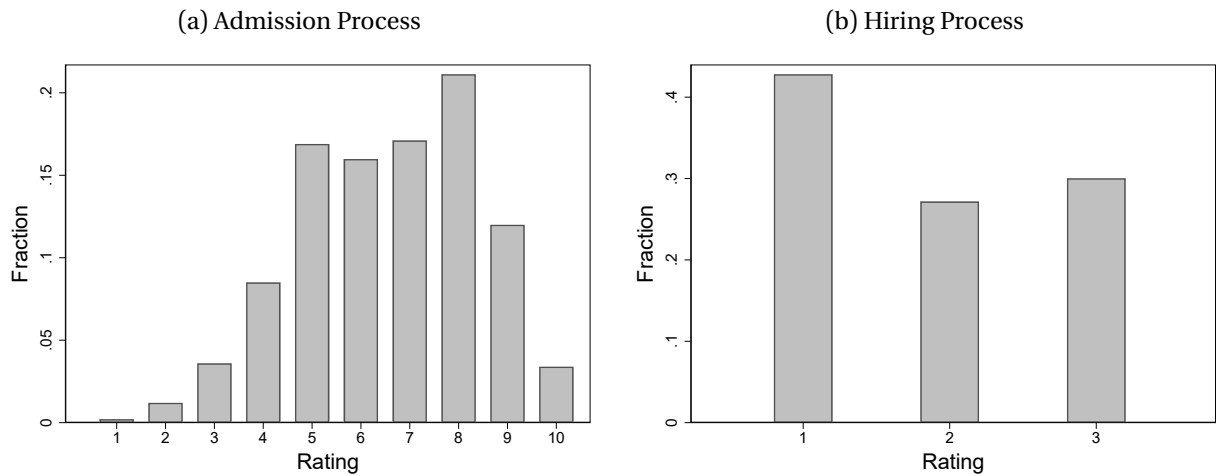 (a) Admission Process
.2
.15
.1
.05
0
Fraction
1 2 3 4 5 6 7 8 9 10
Rating
(b) Hiring Process
.4
.3
.2
.1
0
Fraction
1 2 3
Rating